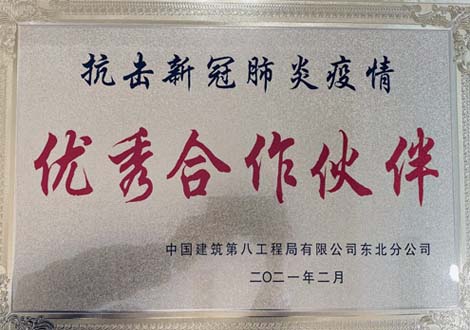 抗击新冠肺炎疫情
优秀合作伙伴
中国建筑第八工程局有限公司东北分公司
二〇二一年二月